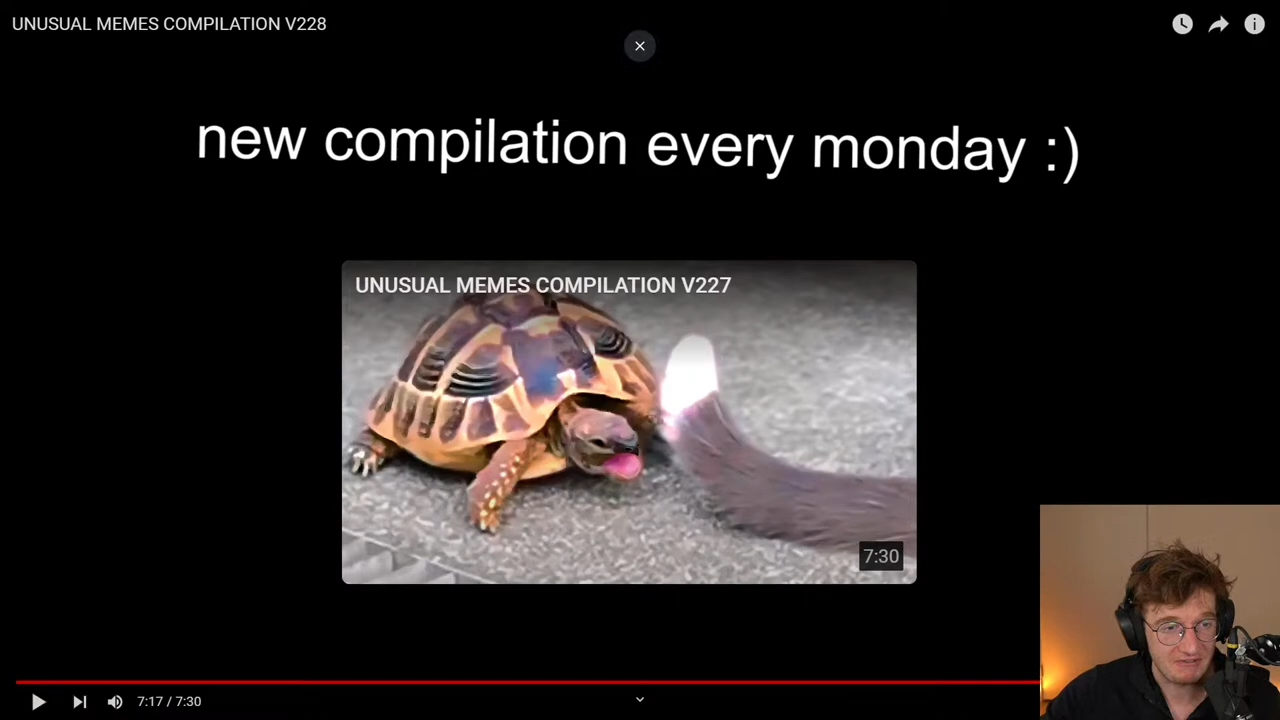 UNUSUAL MEMES COMPILATION V228
new compilation every monday :)
UNUSUAL MEMES COMPILATION V227
7:30
7:17 / 7:30